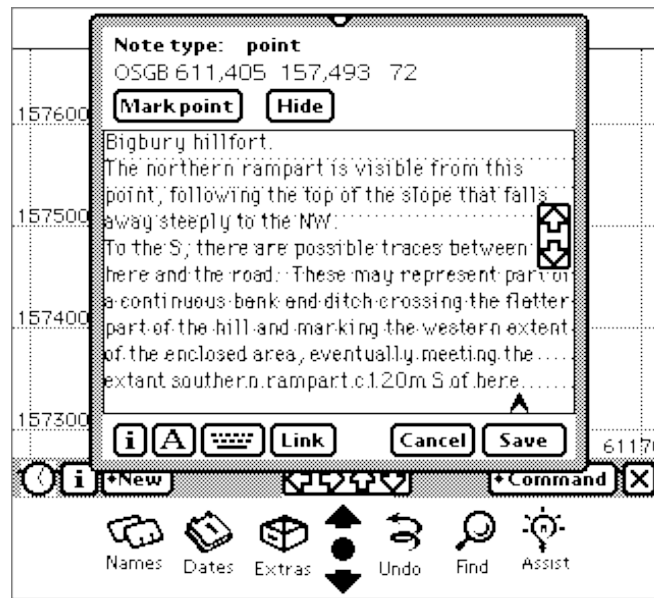 Note type: point
OSGB 611,405 157,493 72
Mark point Hide
Bigbury hillfort.
The northern rampart is visible from this
point, following the top of the slope that falls
away steeply to the NW.
To the S, there are possible traces between
here and the road. These may represent part of
a continuous bank and ditch crossing the flatter
part of the hill and marking the western extent
of the enclosed area, eventually meeting the
extant southern rampart c.120m S of here
157600
157500
157400
157300
i A Link Cancel Save
6117
i New Command
Names Dates Extras Undo Find Assist